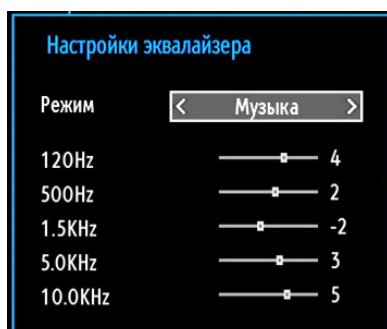 Настройки эквалайзера
Режим < Музыка >
120Hz 4
500Hz 2
1.5KHz -2
5.0KHz 3
10.0KHz 5